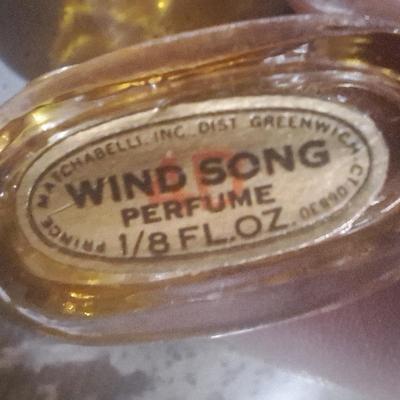 PRINCE MATCHABELLI, INC. DIST GREENWICH, CT. 06830
WIND SONG
PERFUME
1/8 FL.OZ.